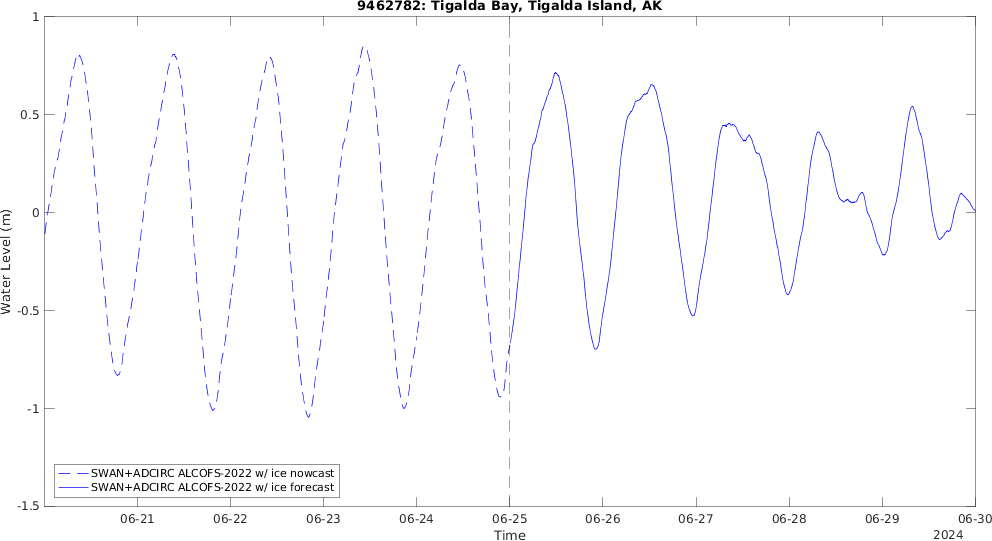 9462782: Tigalda Bay, Tigalda Island, AK
1
0.5
0
-0.5
-1
-1.5
Water Level (m)
SWAN+ADCIRC ALCOFS-2022 w/ ice nowcast
SWAN+ADCIRC ALCOFS-2022 w/ ice forecast
06-21 06-22 06-23 06-24 06-25 06-26 06-27 06-28 06-29 06-30
Time
2024